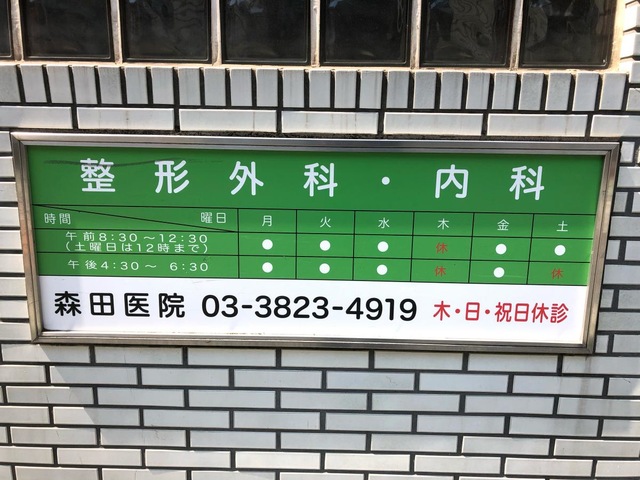 整形外科・内科
時間 曜日 月 火 水 木 金 土
午前8:30～12:30 ● ● ● 休 ● ●
(土曜日は12時まで)
午後4:30～ 6:30 ● ● ● 休 ● 休
森田医院 03-3823-4919 木・日・祝日休診